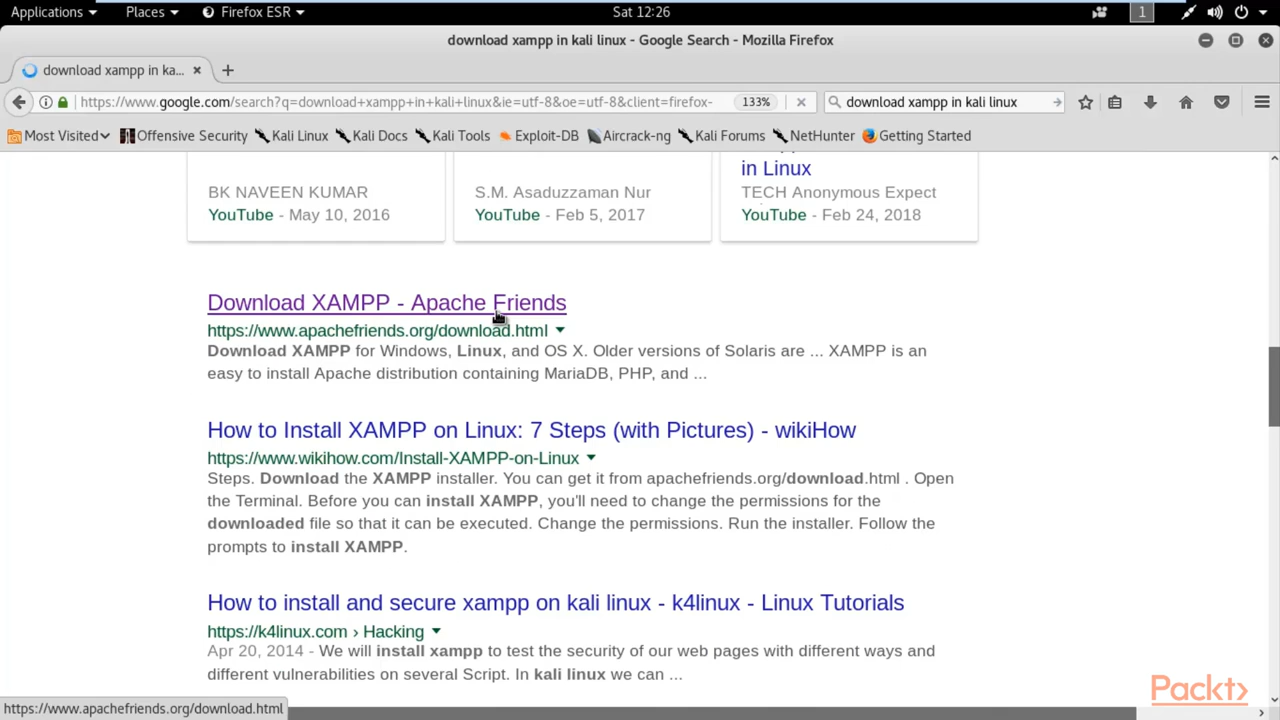 Applications Places Firefox ESR Sat 12:26 1
download xampp in kali linux - Google Search - Mozilla Firefox
download xampp in ka...
https://www.google.com/search?q=download+xampp+in+kali+linux&ie=utf-8&oe=utf-8&client=firefox- 133% download xampp in kali linux
Most Visited Offensive Security Kali Linux Kali Docs Kali Tools Exploit-DB Aircrack-ng Kali Forums NetHunter Getting Started
in Linux
BK NAVEEN KUMAR S.M. Asaduzzaman Nur TECH Anonymous Expect
YouTube - May 10, 2016 YouTube - Feb 5, 2017 YouTube - Feb 24, 2018
Download XAMPP - Apache Friends
https://www.apachefriends.org/download.html
Download XAMPP for Windows, Linux, and OS X. Older versions of Solaris are ... XAMPP is an
easy to install Apache distribution containing MariaDB, PHP, and ...
How to Install XAMPP on Linux: 7 Steps (with Pictures) - wikiHow
https://www.wikihow.com/Install-XAMPP-on-Linux
Steps. Download the XAMPP installer. You can get it from apachefriends.org/download.html . Open
the Terminal. Before you can install XAMPP, you'll need to change the permissions for the
downloaded file so that it can be executed. Change the permissions. Run the installer. Follow the
prompts to install XAMPP.
How to install and secure xampp on kali linux - k4linux - Linux Tutorials
https://k4linux.com › Hacking
Apr 20, 2014 - We will install xampp to test the security of our web pages with different ways and
different vulnerabilities on several Script. In kali linux we can ...
Packt
https://www.apachefriends.org/download.html